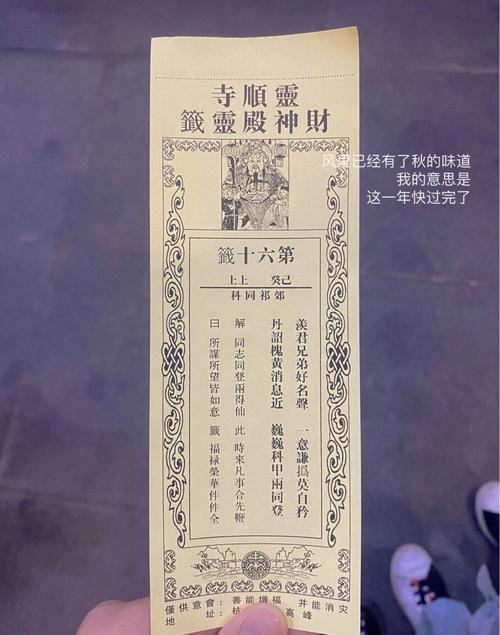 靈順寺
財神殿靈籤
风里已经有了秋的味道
我的意思是
这一年快过完了
第六十籤
己癸 上上
郊祁同科
羨君兄弟好名聲 一意謙撝莫自矜
丹詔槐黃消息近 巍巍科甲兩同登
解 同志同登兩得仙 此 時來凡事合先鞭
曰 所謀所望皆如意 籤 福禄榮華件件全
僅供意會：善能增福 并能消灾
地 址：杭 高峰